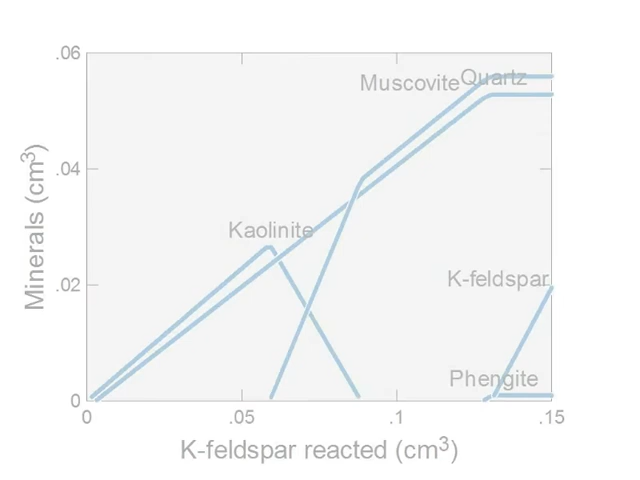 .06
Muscovite Quartz
.04
Kaolinite
Minerals (cm³)
.02
K-feldspar
Phengite
0
0 .05 .1 .15
K-feldspar reacted (cm³)